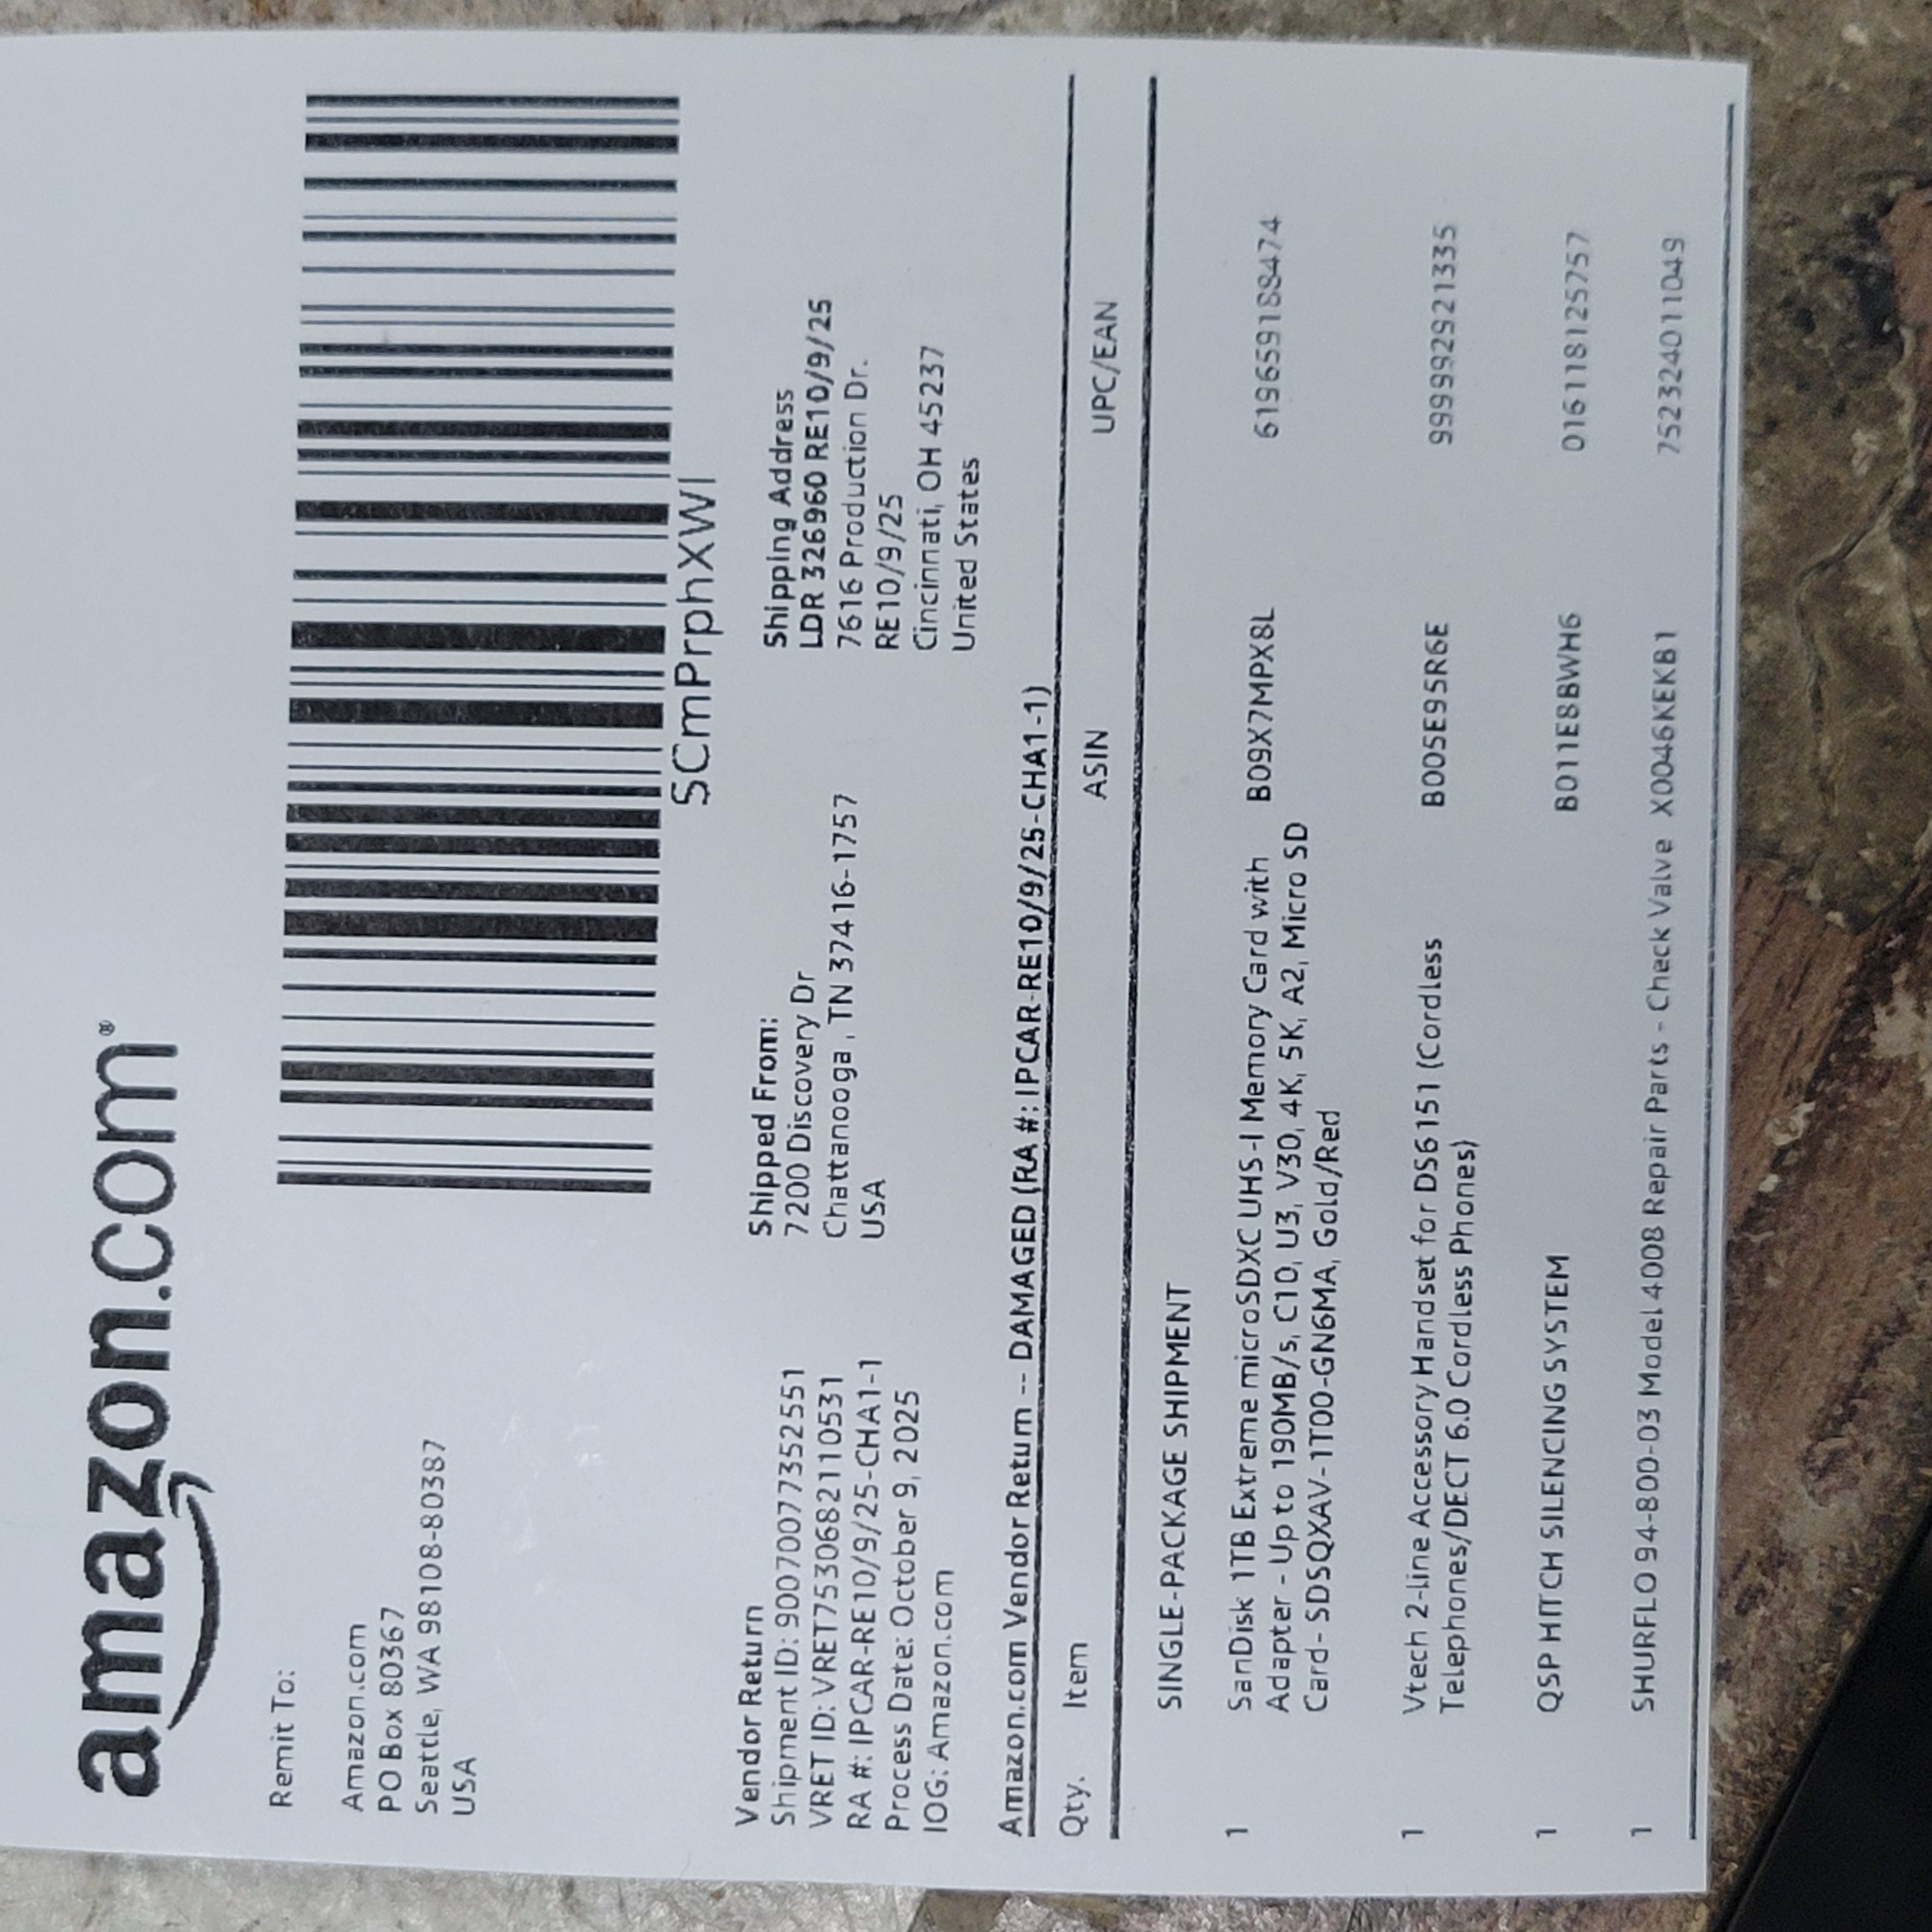 amazon.com®
Remit To:
Amazon.com
PO Box 80367
Seattle, WA 98108-80387
USA
SCmPrphXWI
Vendor Return
Shipment ID: 90070077352551
VRET ID: VRET753068211 0531
RA #: IPCAR-RE10/9/25-CHA1-1
Process Date: October 9, 2025
IOG: Amazon.com
Shipped From:
7200 Discovery Dr
Chattanooga , TN 37416-1757
USA
Shipping Address
LDR 326960 RE10/9/25
7616 Production Dr.
RE10/9/25
Cincinnati, OH 45237
United States
Amazon.com Vendor Return -- DAMAGED (RA #: IPCAR-RE10/9/25-CHA1-1)
Qty. Item ASIN UPC/EAN
SINGLE-PACKAGE SHIPMENT
1 SanDisk 1TB Extreme microSDXC UHS-I Memory Card with B09X7MPX8L 619659188474
Adapter - Up to 190MB/s, C10, U3, V30, 4K, 5K, A2, Micro SD
Card- SDSQXAV-1T00-GN6MA, Gold/Red
1 Vtech 2-line Accessory Handset for DS6151 (Cordless B005E95R6E 999992921335
Telephones/DECT 6.0 Cordless Phones)
1 QSP HITCH SILENCING SYSTEM B011E8BWH6 016118125757
1 SHURFLO 94-800-03 Model 4008 Repair Parts - Check Valve X0046KEKB1 752324011049